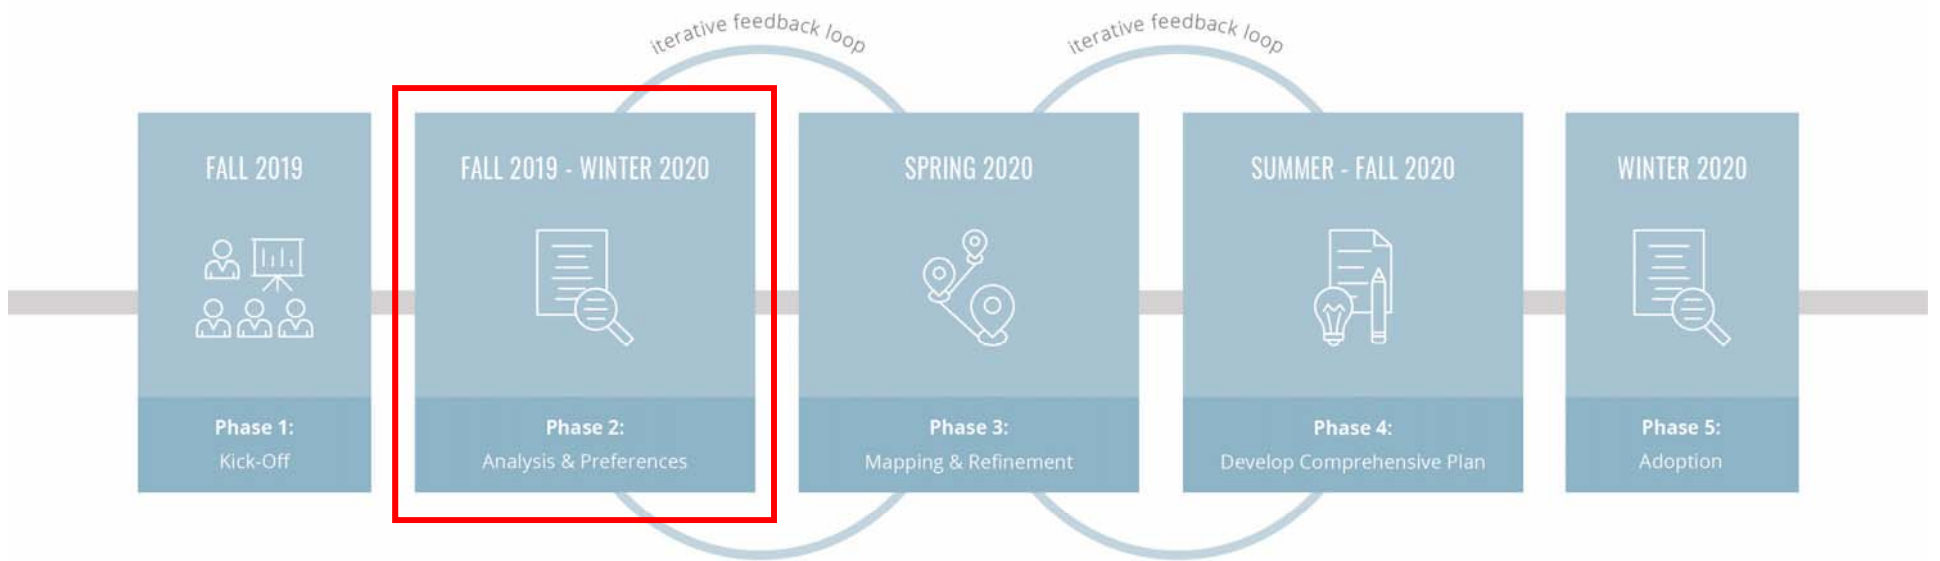 iterative feedback loop
iterative feedback loop
FALL 2019
FALL 2019 - WINTER 2020
SPRING 2020
SUMMER - FALL 2020
WINTER 2020
Phase 1:
Kick-Off
Phase 2:
Analysis & Preferences
Phase 3:
Mapping & Refinement
Phase 4:
Develop Comprehensive Plan
Phase 5:
Adoption